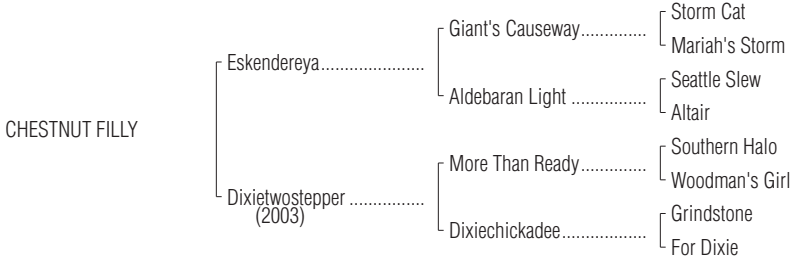 Storm Cat
Giant's Causeway..............
Mariah's Storm
Eskendereya......................
Seattle Slew
Aldebaran Light ................
Altair
CHESTNUT FILLY
Southern Halo
More Than Ready..............
Woodman's Girl
Dixietwostepper ................
(2003)
Grindstone
Dixiechickadee..................
For Dixie